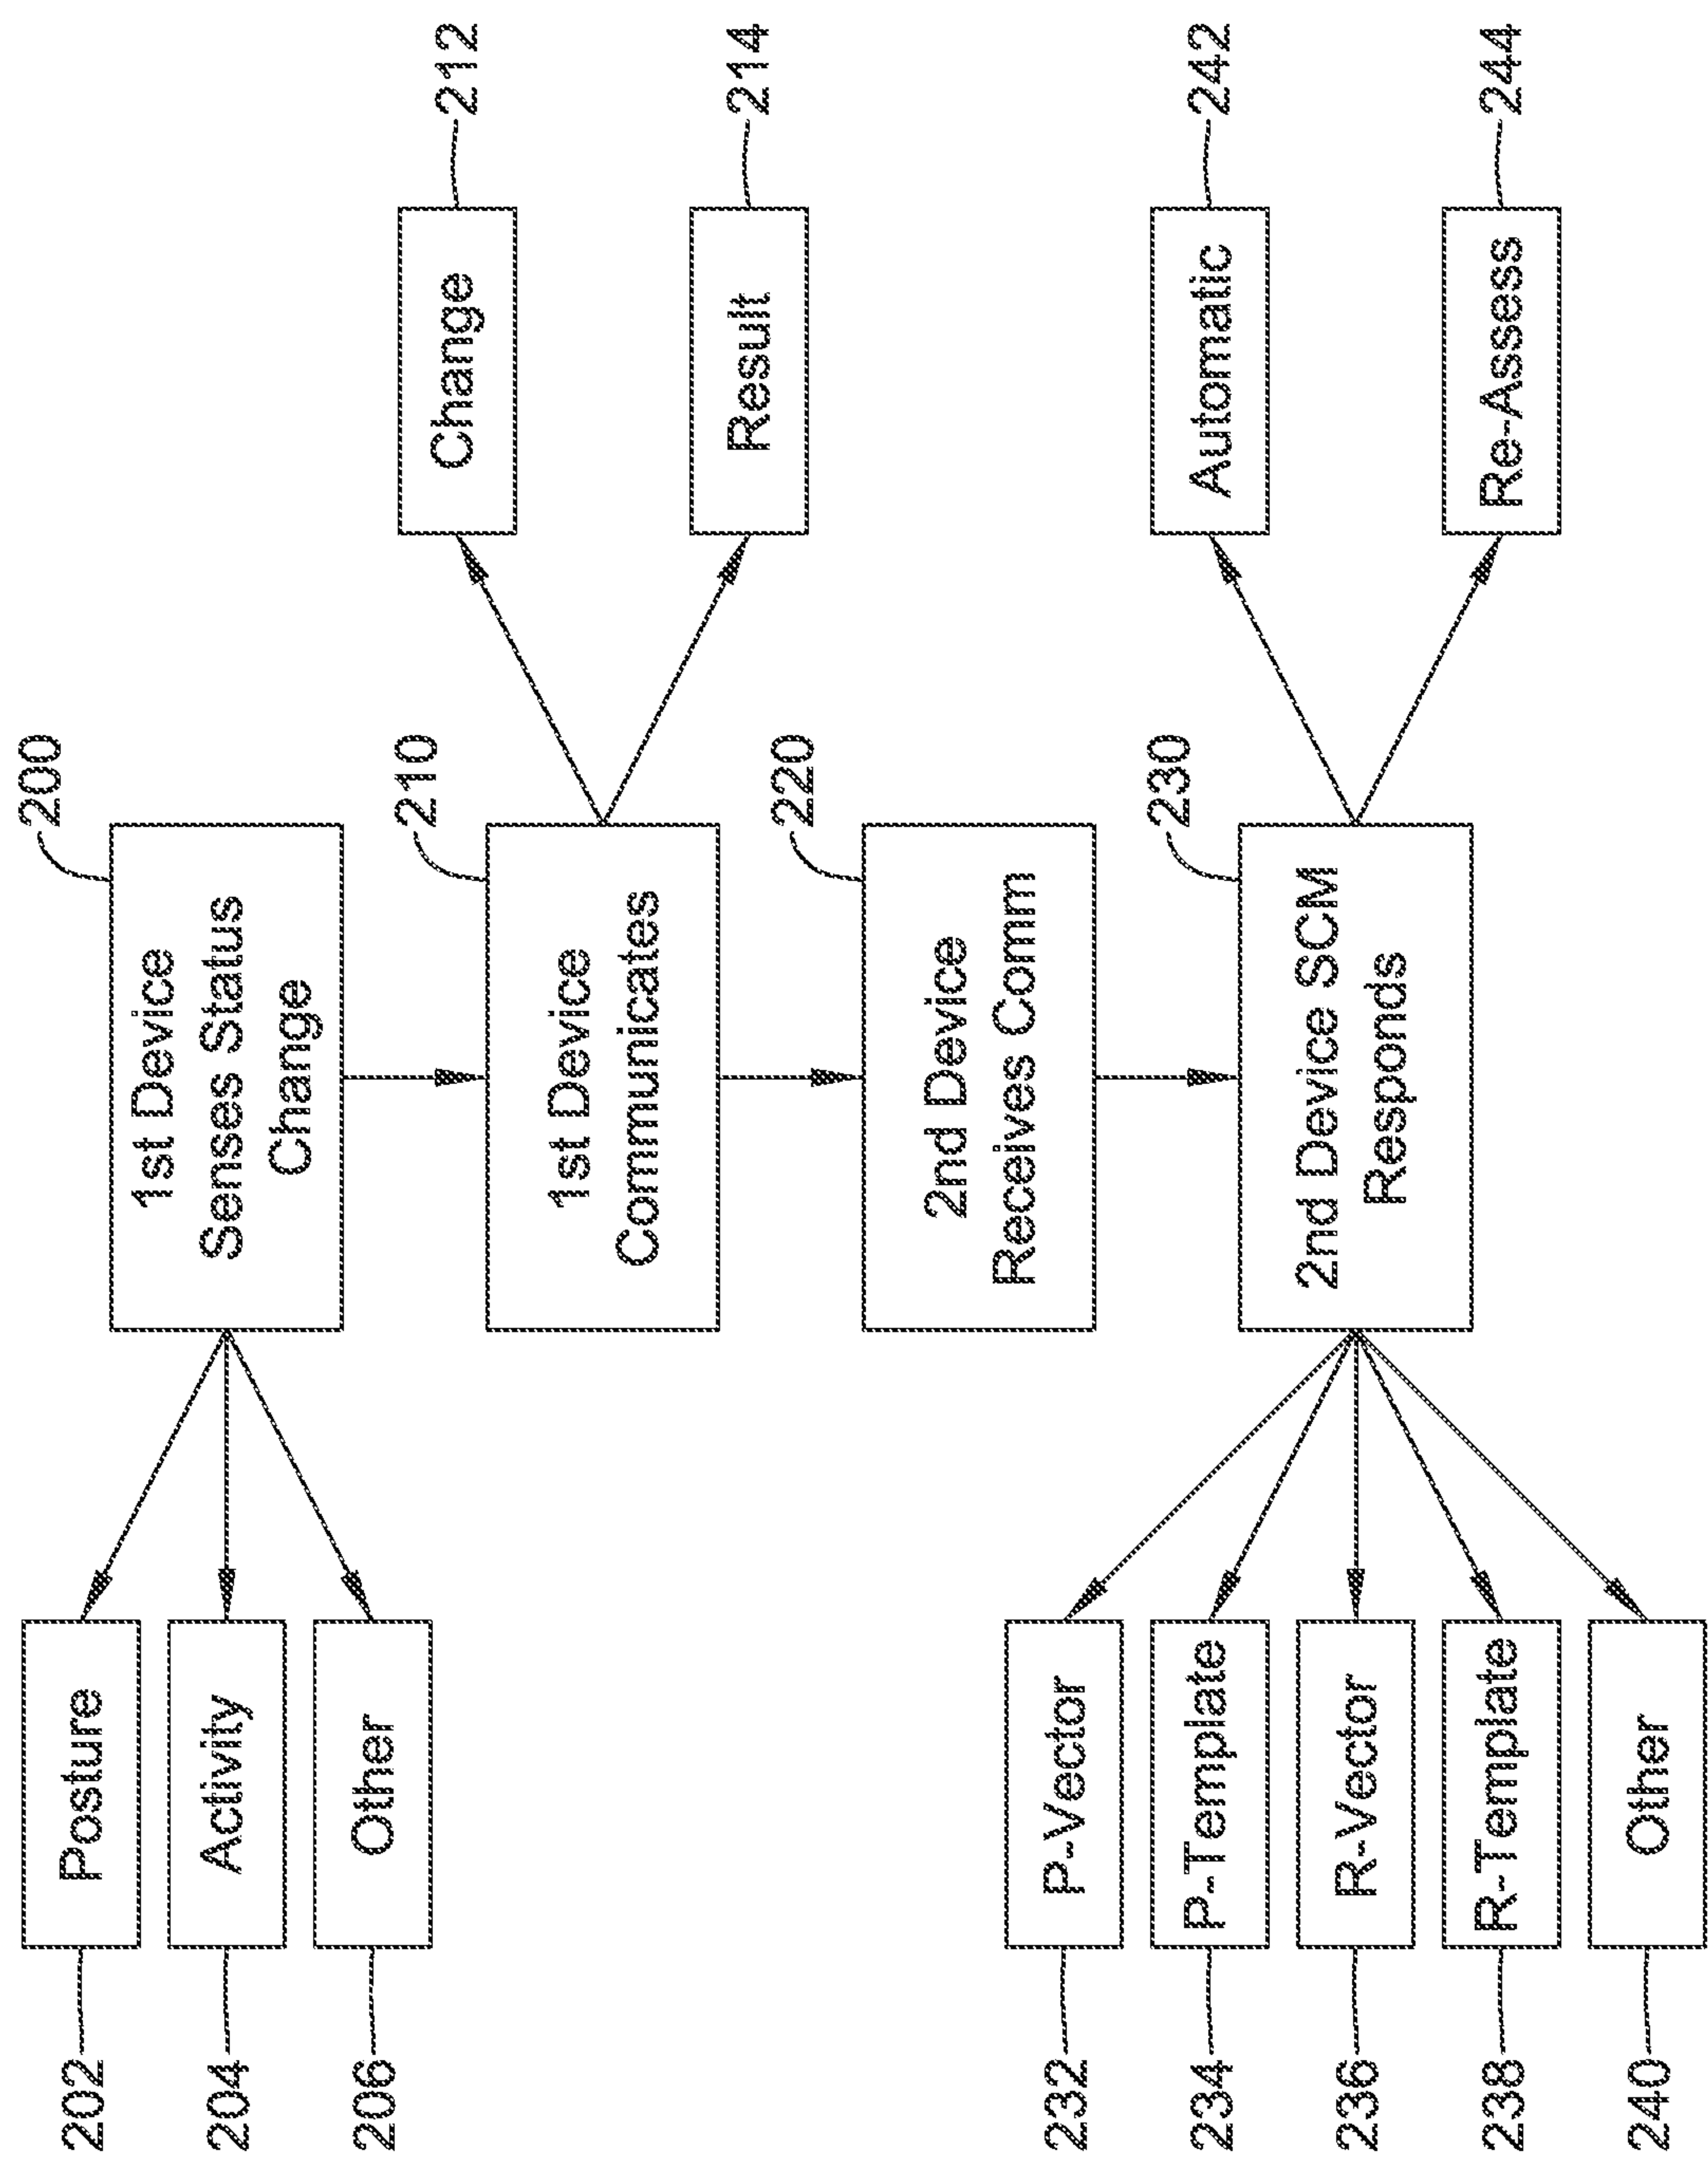 200
1st Device
Senses Status
Change
202
Posture
204
Activity
206
Other
210
1st Device
Communicates
Change
212
Result
214
220
2nd Device
Receives Comm
230
2nd Device SCM
Responds
232
P-Vector
234
P-Template
236
R-Vector
238
R-Template
240
Other
Automatic
242
Re-Assess
244